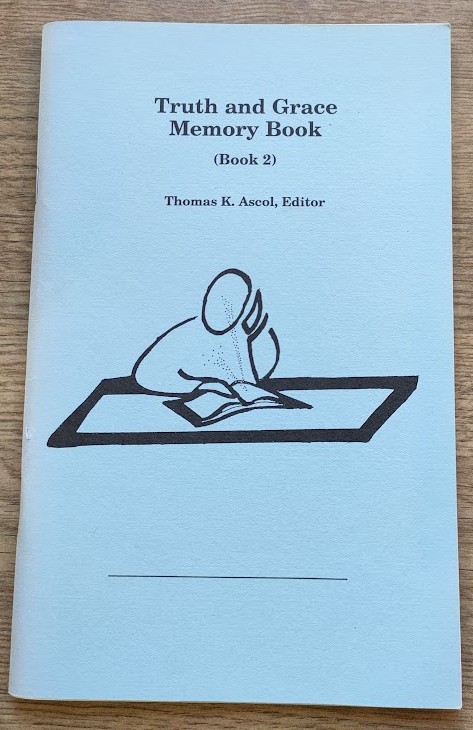 Truth and Grace
Memory Book
(Book 2)
Thomas K. Ascol, Editor